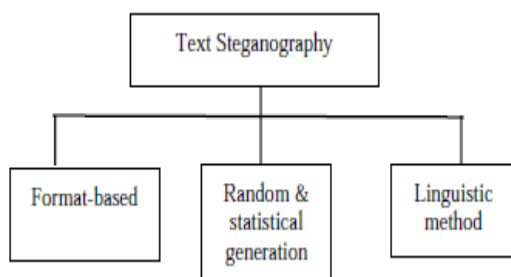 Text Steganography
Format-based
Random &
statistical
generation
Linguistic
method